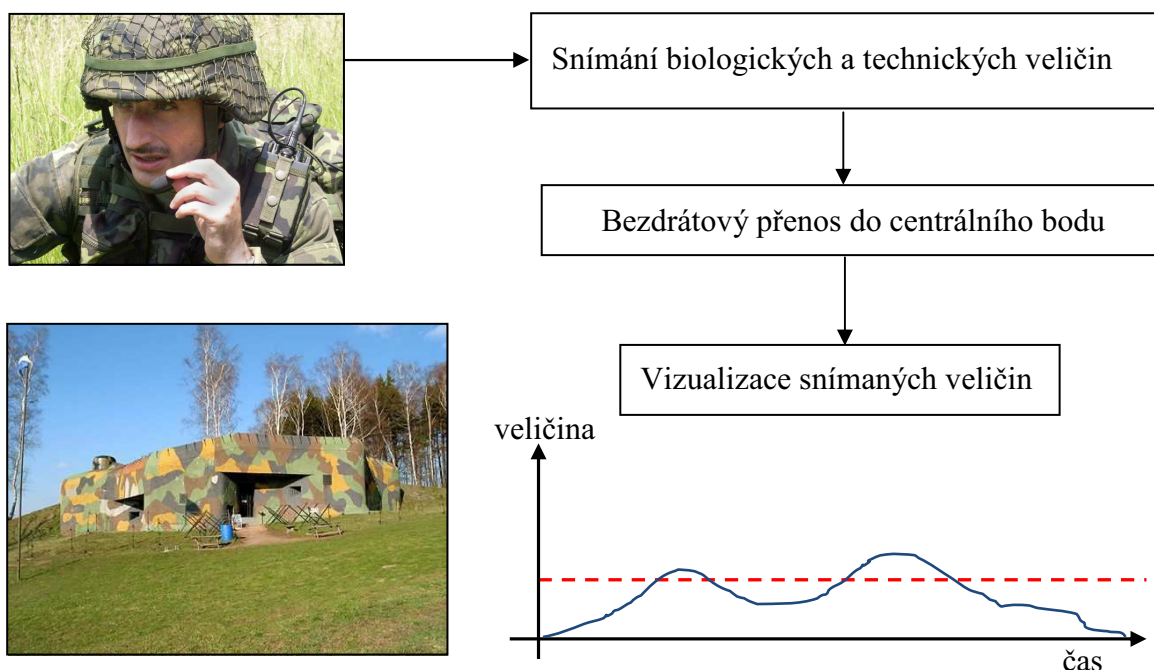 Snímání biologických a technických veličin
Bezdrátový přenos do centrálního bodu
Vizualizace snímaných veličin
veličina
čas